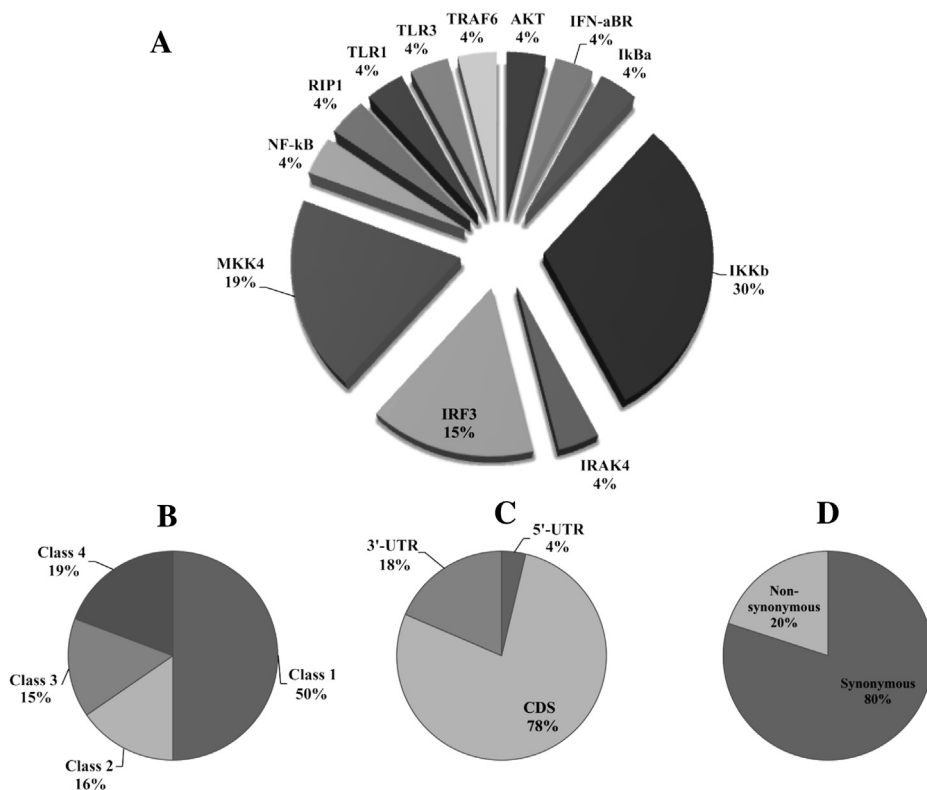 A
TRAF6
4%
AKT
4%
IFN-aBR
4%
IkBa
4%
TLR3
4%
TLR1
4%
RIP1
4%
NF-kB
4%
MKK4
19%
IKKb
30%
IRF3
15%
IRAK4
4%
B
Class 4
19%
Class 3
15%
Class 2
16%
Class 1
50%
C
3'-UTR
18%
5'-UTR
4%
CDS
78%
D
Non-
synonymous
20%
Synonymous
80%